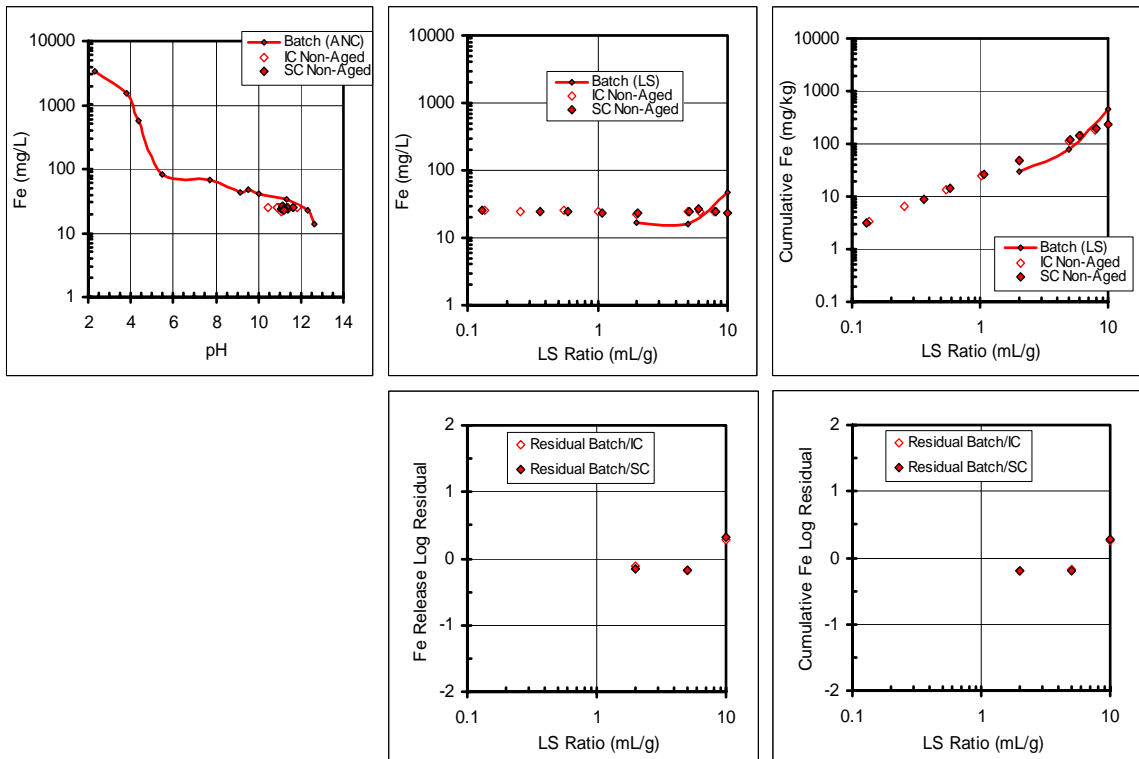 Batch (ANC)
IC Non-Aged
SC Non-Aged
10000
1000
100
10
1
Fe (mg/L)
2 4 6 8 10 12 14
pH
Batch (LS)
IC Non-Aged
SC Non-Aged
10000
1000
100
10
1
Fe (mg/L)
0.1 1 10
LS Ratio (mL/g)
Batch (LS)
IC Non-Aged
SC Non-Aged
10000
1000
100
10
1
0.1
Cumulative Fe (mg/kg)
0.1 1 10
LS Ratio (mL/g)
Residual Batch/IC
Residual Batch/SC
2
1
0
-1
-2
Fe Release Log Residual
0.1 1 10
LS Ratio (mL/g)
Residual Batch/IC
Residual Batch/SC
2
1
0
-1
-2
Cumulative Fe Log Residual
0.1 1 10
LS Ratio (mL/g)